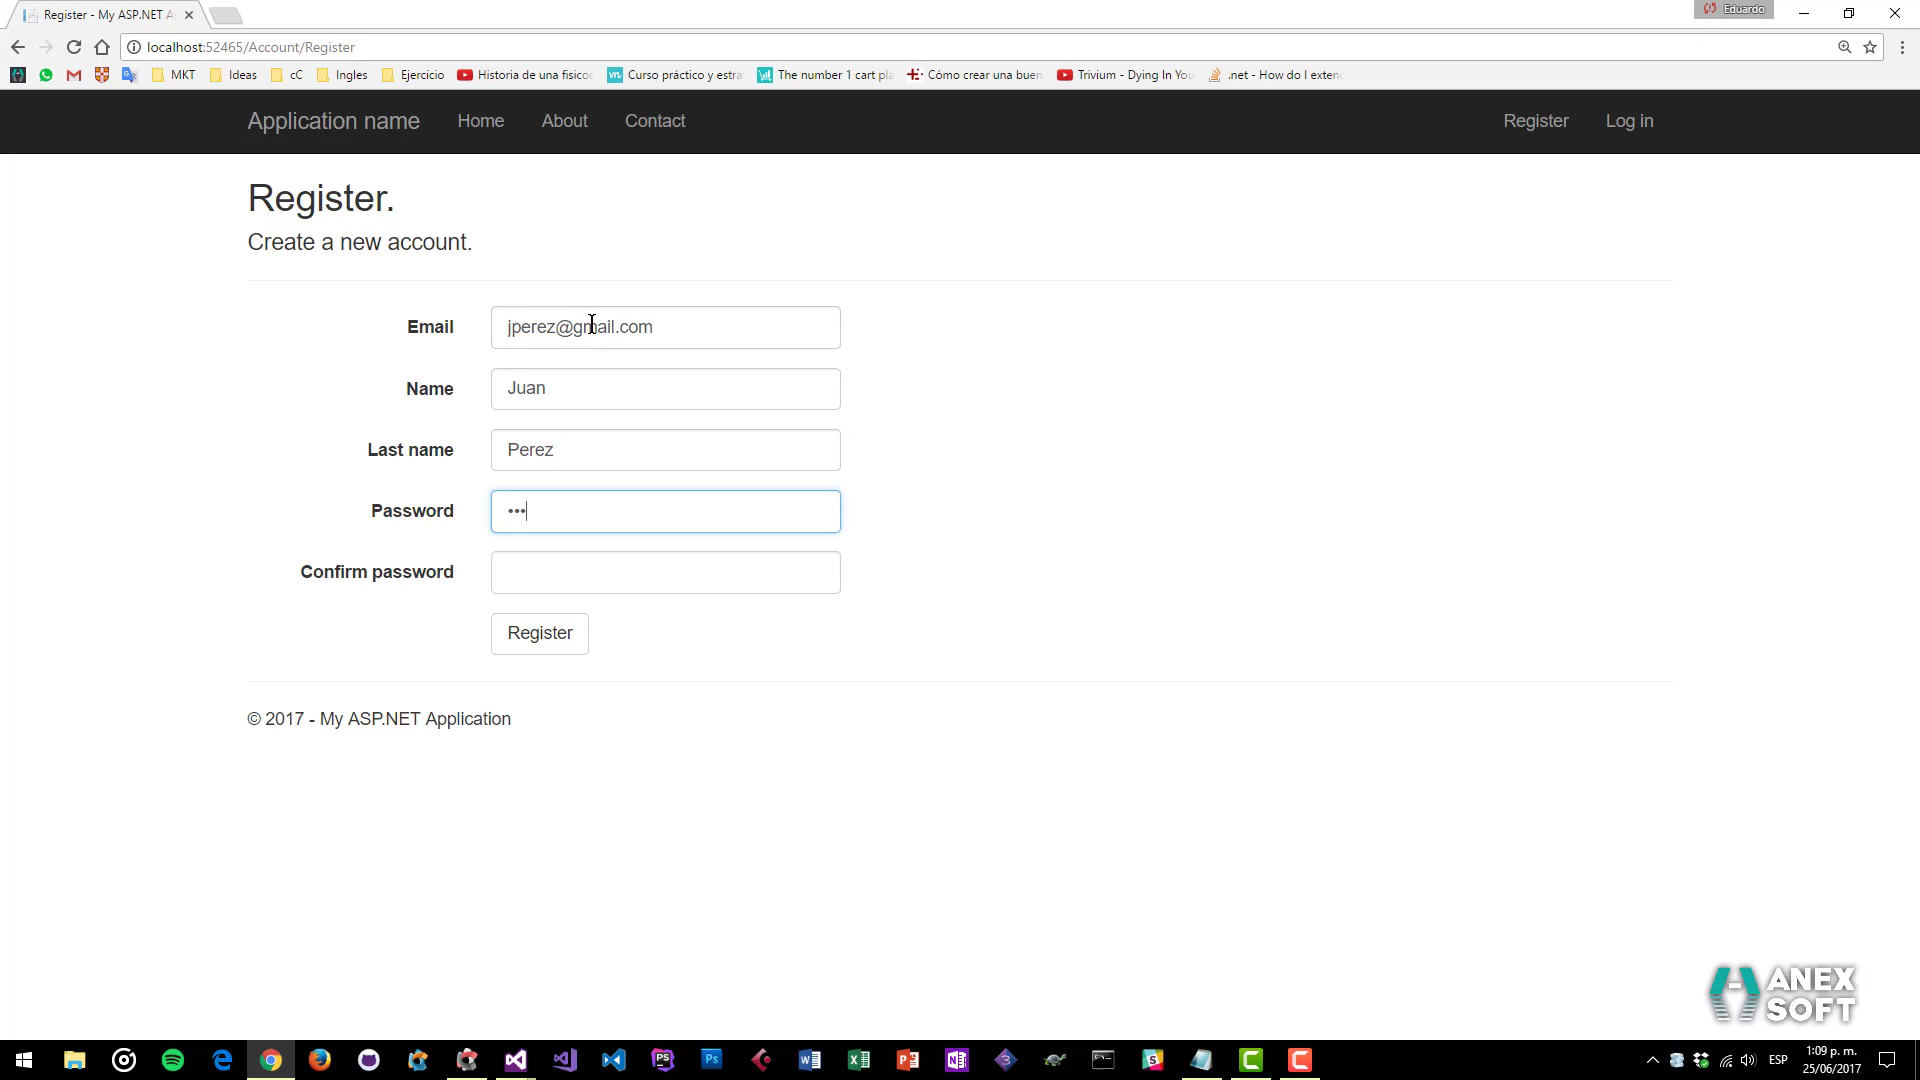 Register - My ASP.NET A
Eduardo
localhost:52465/Account/Register
MKT
Ideas
cC
Ingles
Ejercicio
Historia de una fisico
Curso práctico y estra
The number 1 cart pla
Cómo crear una buen
Trivium - Dying In You
.net - How do I exten
Application name
Home
About
Contact
Register
Log in
Register.
Create a new account.
Email
jperez@gmail.com
Name
Juan
Last name
Perez
Password
•••
Confirm password
Register
© 2017 - My ASP.NET Application
ANEX
SOFT
ESP
1:09 p. m.
25/06/2017